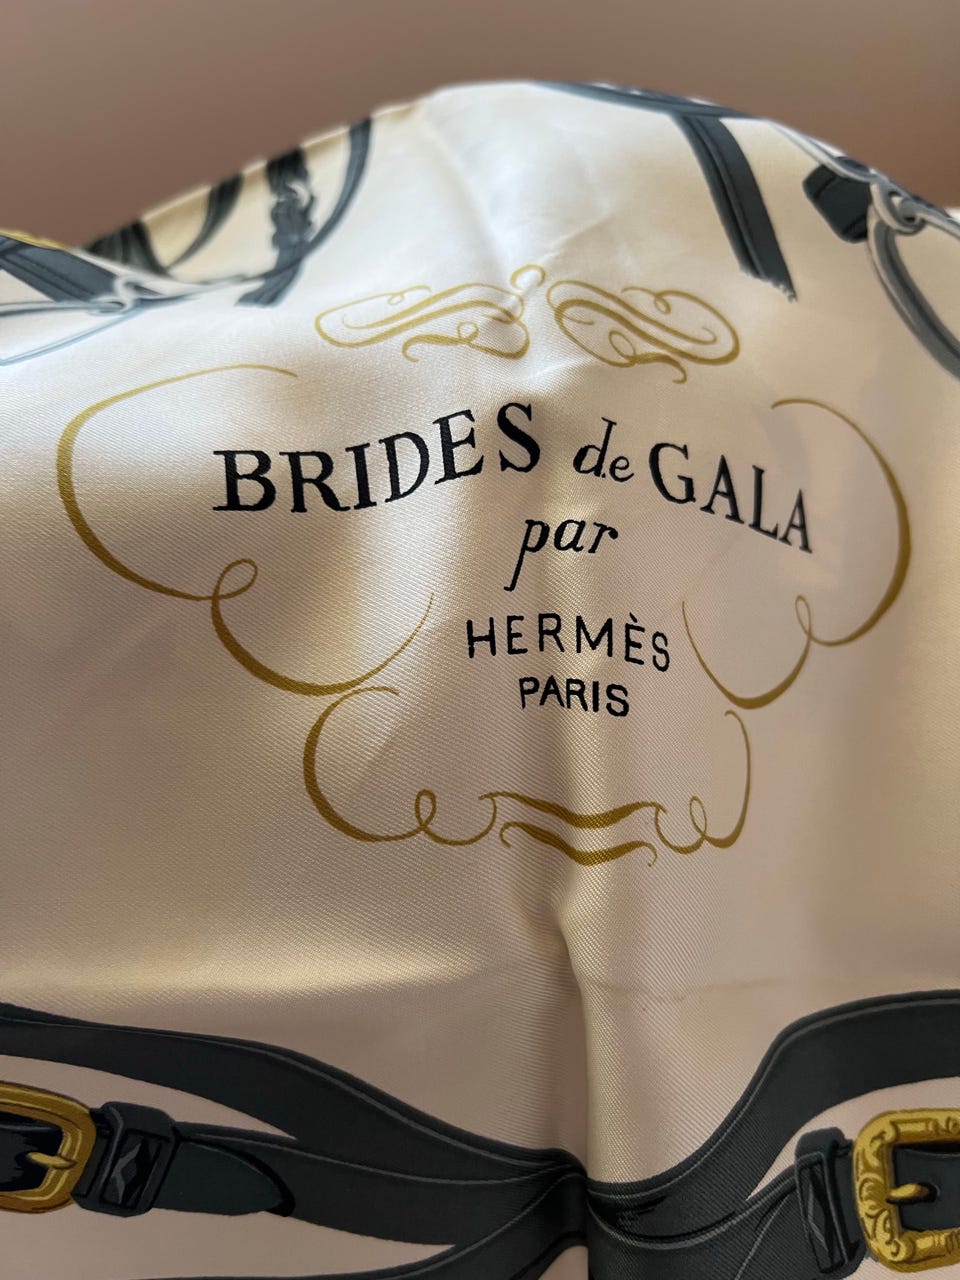 BRIDES de GALA
par
HERMÈS
PARIS